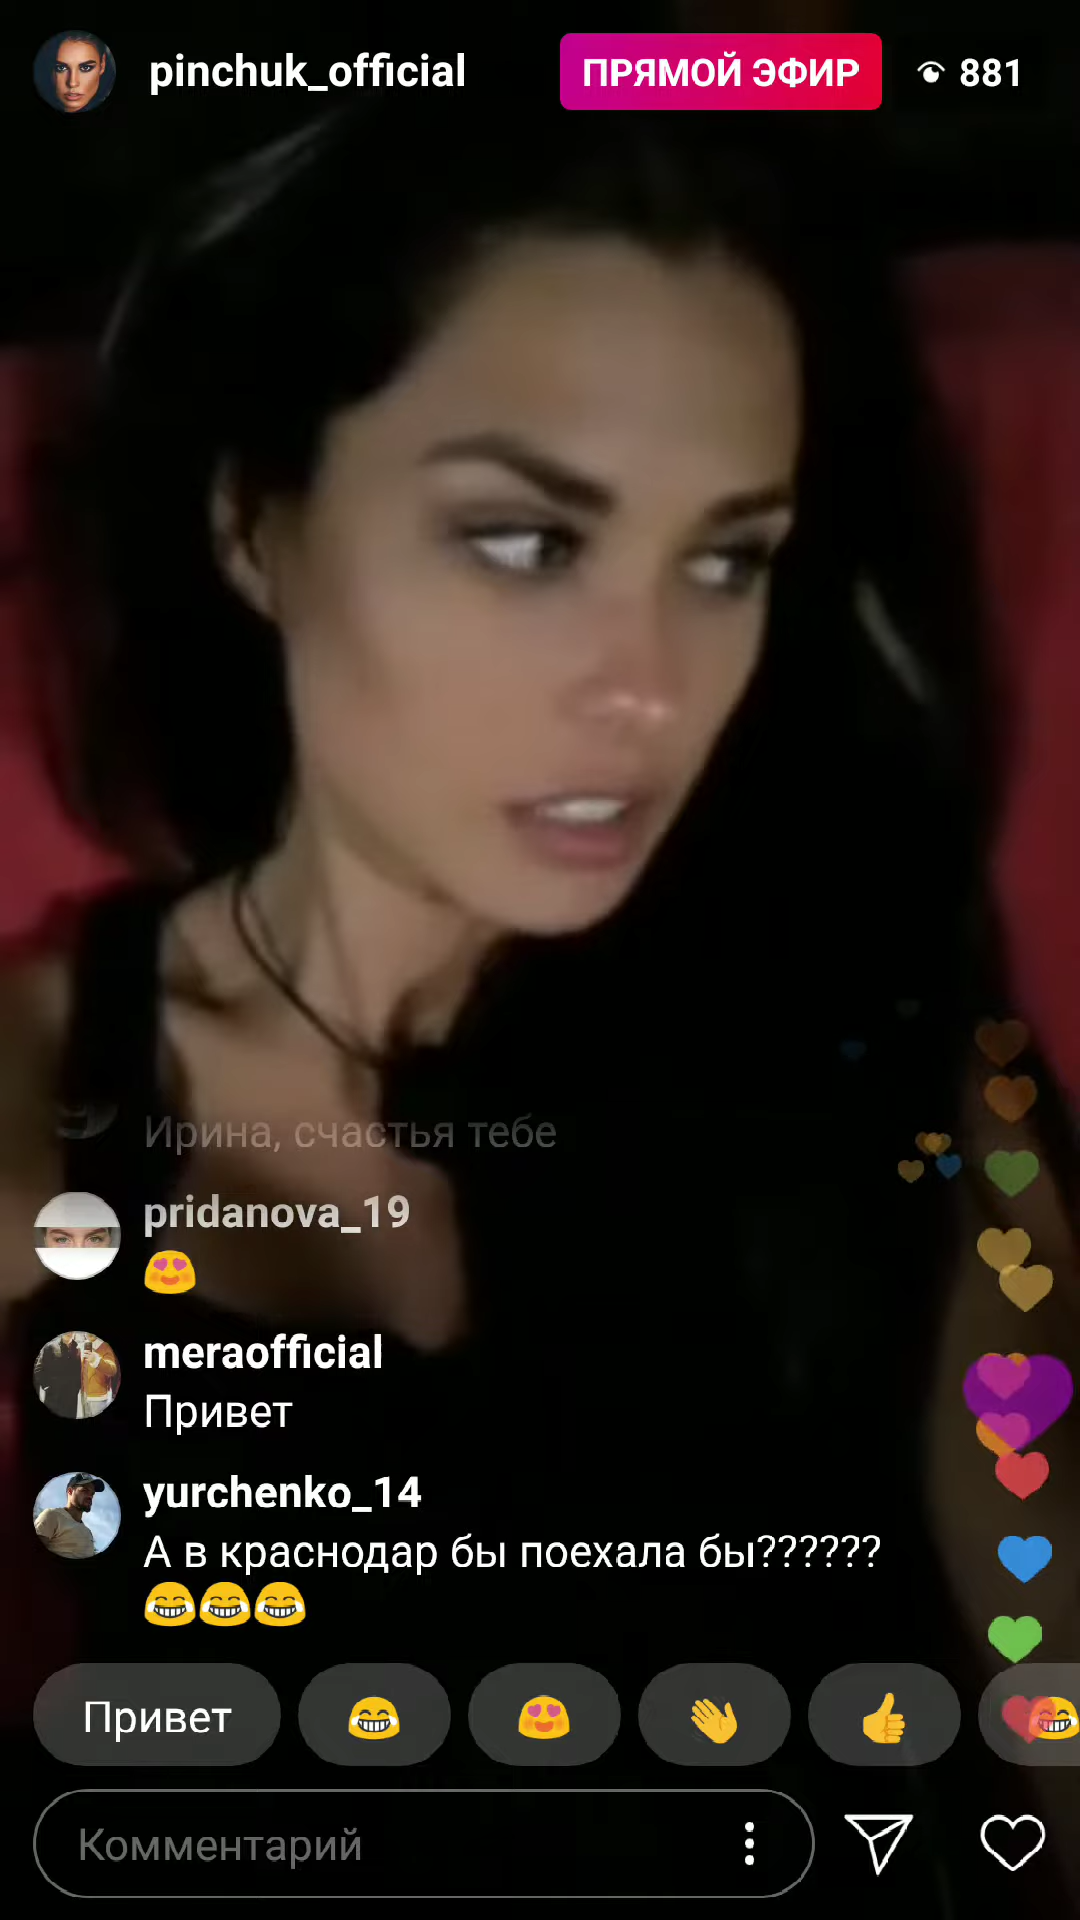 pinchuk_official
ПРЯМОЙ ЭФИР
881
Ирина, счастья тебе
pridanova_19
😍
meraofficial
Привет
yurchenko_14
А в краснодар бы поехала бы??????
😂😂😂
Привет 😂 😍 👋 👍 😂
Комментарий